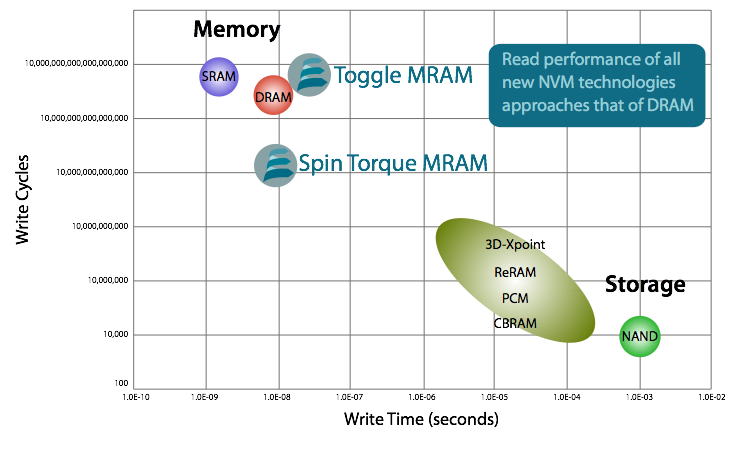 Memory
10,000,000,000,000,000
SRAM
DRAM
Toggle MRAM
Read performance of all
new NVM technologies
approaches that of DRAM
10,000,000,000,000
Spin Torque MRAM
10,000,000,000,000
Write Cycles
10,000,000,000
3D-Xpoint
ReRAM
10,000,000
PCM
CBRAM
Storage
10,000
NAND
100
1.0E-10 1.0E-09 1.0E-08 1.0E-07 1.0E-06 1.0E-05 1.0E-04 1.0E-03 1.0E-02
Write Time (seconds)